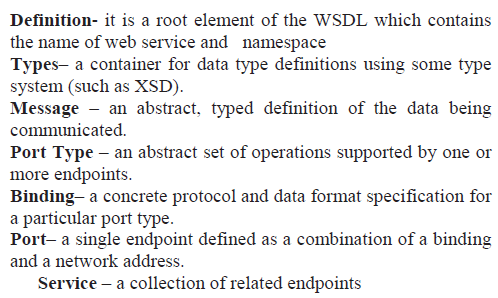 Definition- it is a root element of the WSDL which contains
the name of web service and namespace
Types– a container for data type definitions using some type
system (such as XSD).
Message – an abstract, typed definition of the data being
communicated.
Port Type – an abstract set of operations supported by one or
more endpoints.
Binding– a concrete protocol and data format specification for
a particular port type.
Port– a single endpoint defined as a combination of a binding
and a network address.
Service – a collection of related endpoints